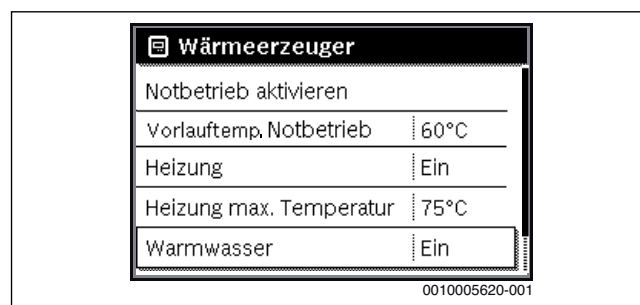 Wärmeerzeuger
Notbetrieb aktivieren
Vorlauftemp. Notbetrieb 60°C
Heizung Ein
Heizung max. Temperatur 75°C
Warmwasser Ein
0010005620-001